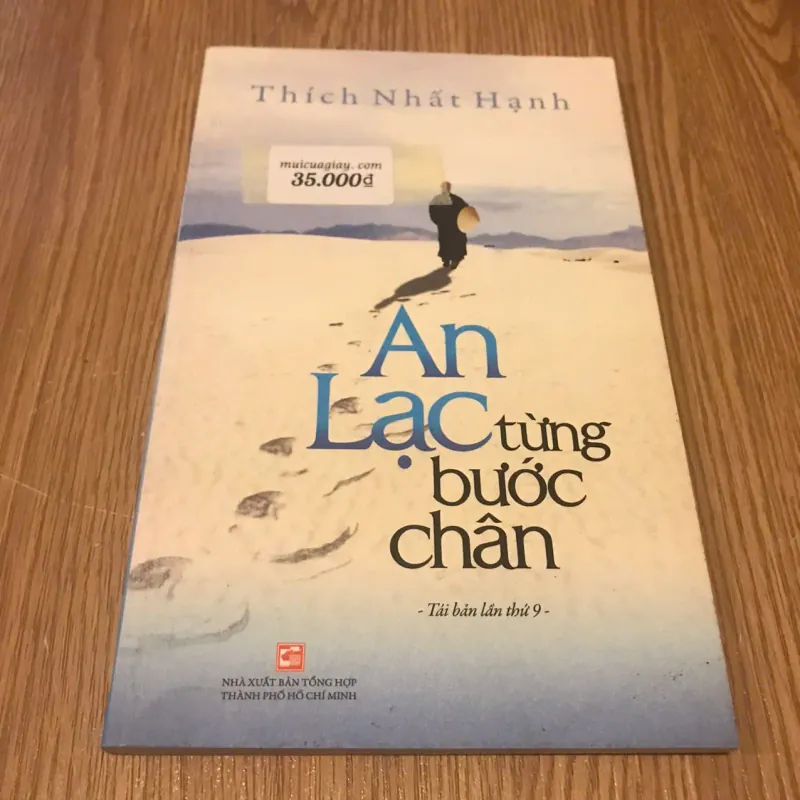 Thích Nhất Hạnh
muicuagiay. com
35.000₫
An
Lạc từng
bước
chân
- Tái bản lần thứ 9 -
NHÀ XUẤT BẢN TỔNG HỢP
THÀNH PHỐ HỒ CHÍ MINH